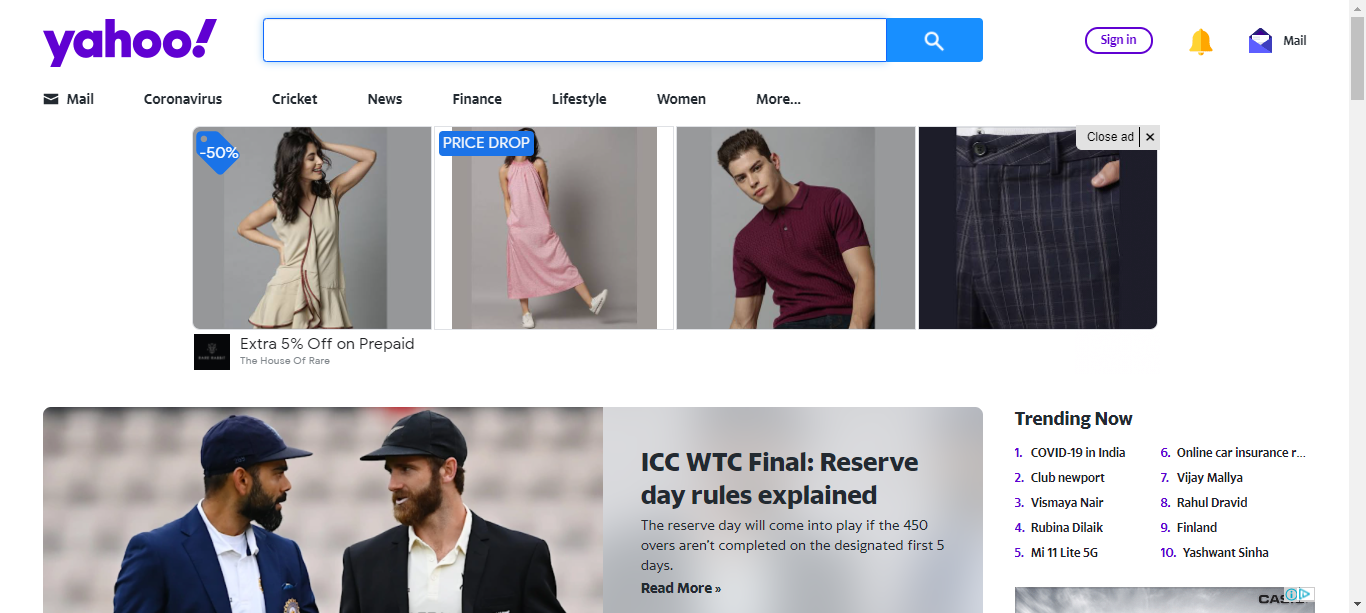 yahoo!
Sign in
Mail
Mail Coronavirus Cricket News Finance Lifestyle Women More...
-50%
PRICE DROP
Close ad
Extra 5% Off on Prepaid
The House Of Rare
ICC WTC Final: Reserve
day rules explained
The reserve day will come into play if the 450
overs aren't completed on the designated first 5
days.
Read More »
Trending Now
1. COVID-19 in India
2. Club newport
3. Vismaya Nair
4. Rubina Dilaik
5. Mi 11 Lite 5G
6. Online car insurance r...
7. Vijay Mallya
8. Rahul Dravid
9. Finland
10. Yashwant Sinha